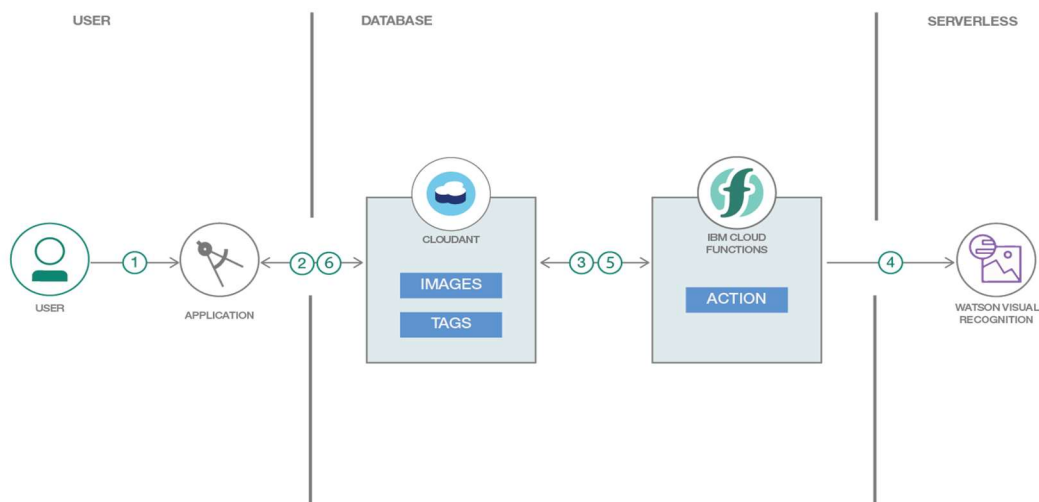 USER
DATABASE
SERVERLESS
CLOUDANT
IBM CLOUD
FUNCTIONS
1
2
6
3
5
4
IMAGES
ACTION
TAGS
USER
APPLICATION
WATSON VISUAL
RECOGNITION